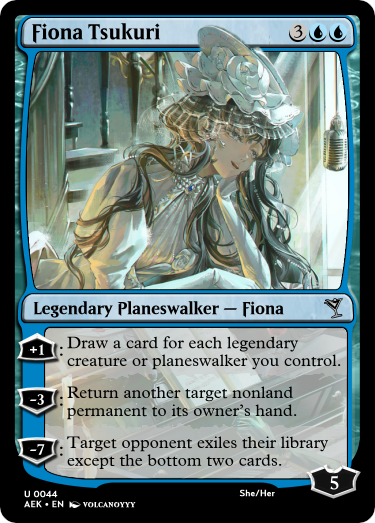 Fiona Tsukuri 3
Legendary Planeswalker — Fiona
+1: Draw a card for each legendary
creature or planeswalker you control.
-3: Return another target nonland
permanent to its owner's hand.
-7: Target opponent exiles their library
except the bottom two cards.
5
U 0044 She/Her
AEK • EN VOLCANOYYY